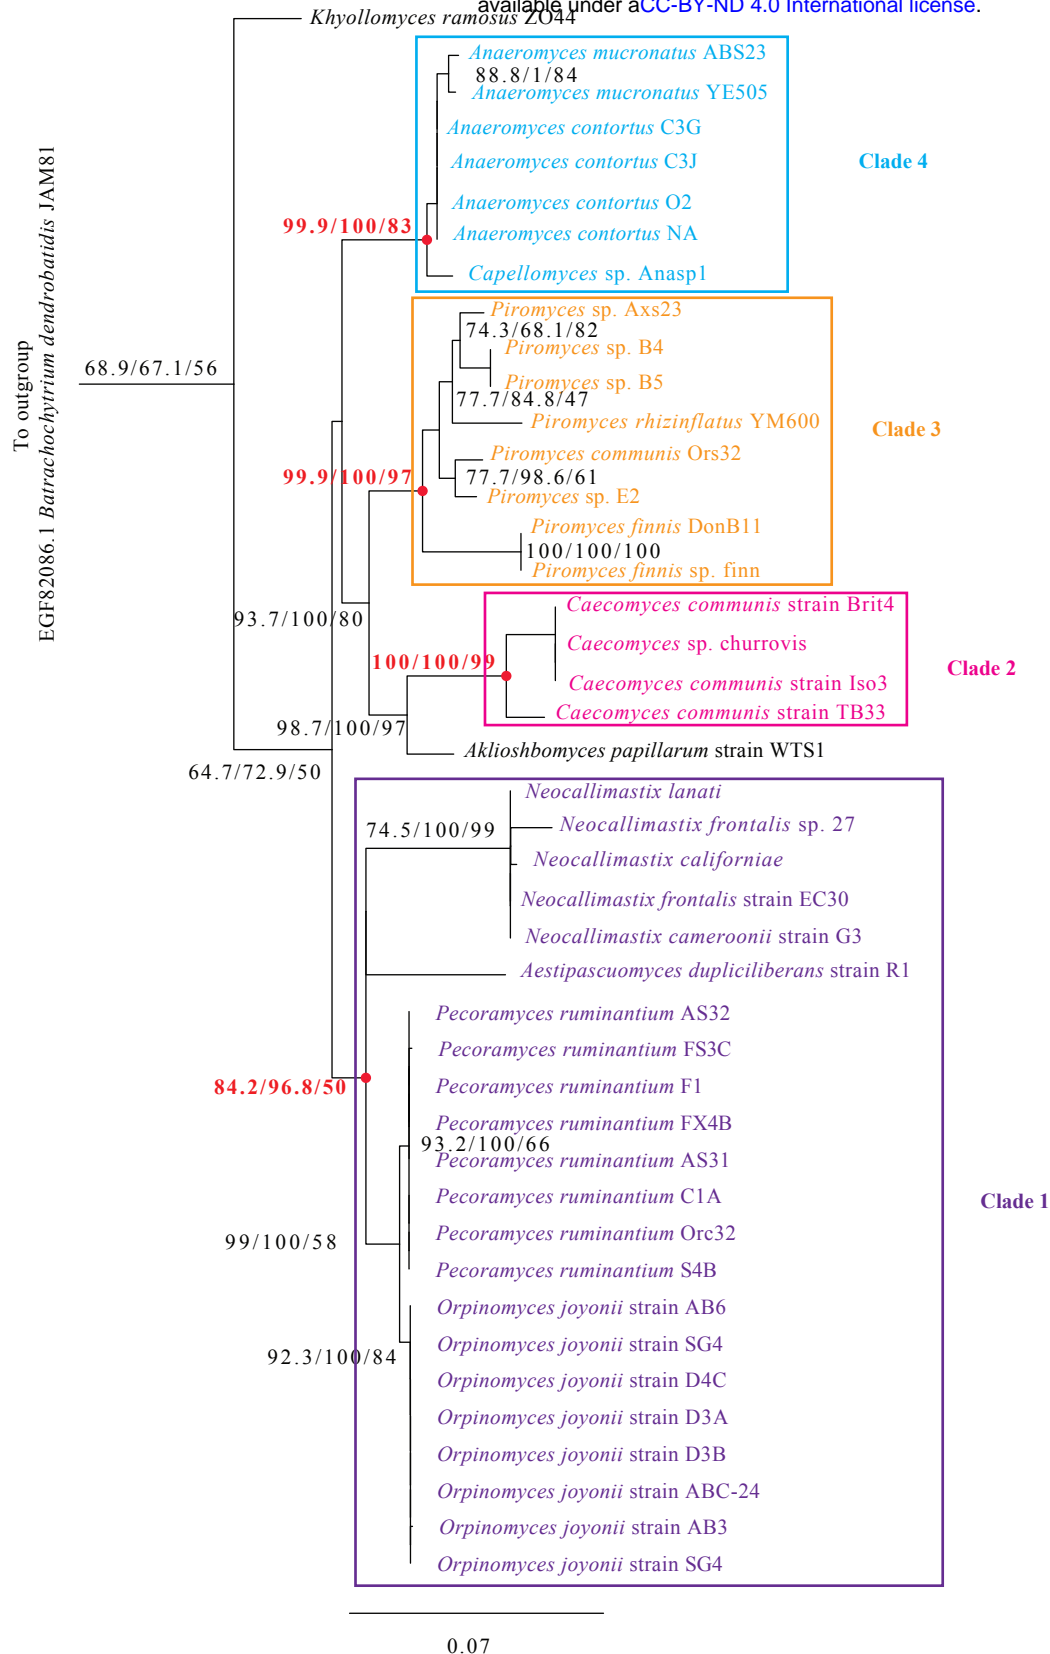 available under aCC-BY-ND 4.0 International license.
Khyollomyces ramosus ZO44
Anaeromyces mucronatus ABS23
88.8/1/84
Anaeromyces mucronatus YE505
Anaeromyces contortus C3G
Anaeromyces contortus C3J
Clade 4
Anaeromyces contortus O2
99.9/100/83
Anaeromyces contortus NA
Capellomyces sp. Anasp1
To outgroup
EGF82086.1 Batrachochytrium dendrobatidis JAM81
68.9/67.1/56
Piromyces sp. Axs23
74.3/68.1/82
Piromyces sp. B4
Piromyces sp. B5
77.7/84.8/47
Piromyces rhizinflatus YM600
Clade 3
Piromyces communis Ors32
99.9/100/97
77.7/98.6/61
Piromyces sp. E2
Piromyces finnis DonB11
100/100/100
Piromyces finnis sp. finn
Caecomyces communis strain Brit4
93.7/100/80
Caecomyces sp. churrovis
100/100/99
Clade 2
Caecomyces communis strain Iso3
Caecomyces communis strain TB33
98.7/100/97
Aklioshbomyces papillarum strain WTS1
64.7/72.9/50
Neocallimastix lanati
74.5/100/99
Neocallimastix frontalis sp. 27
Neocallimastix californiae
Neocallimastix frontalis strain EC30
Neocallimastix cameroonii strain G3
Aestipascuomyces dupliciliberans strain R1
Pecoramyces ruminantium AS32
Pecoramyces ruminantium FS3C
84.2/96.8/50
Pecoramyces ruminantium F1
Pecoramyces ruminantium FX4B
93.2/100/66
Pecoramyces ruminantium AS31
Pecoramyces ruminantium C1A
Clade 1
Pecoramyces ruminantium Orc32
99/100/58
Pecoramyces ruminantium S4B
Orpinomyces joyonii strain AB6
Orpinomyces joyonii strain SG4
92.3/100/84
Orpinomyces joyonii strain D4C
Orpinomyces joyonii strain D3A
Orpinomyces joyonii strain D3B
Orpinomyces joyonii strain ABC-24
Orpinomyces joyonii strain AB3
Orpinomyces joyonii strain SG4
0.07